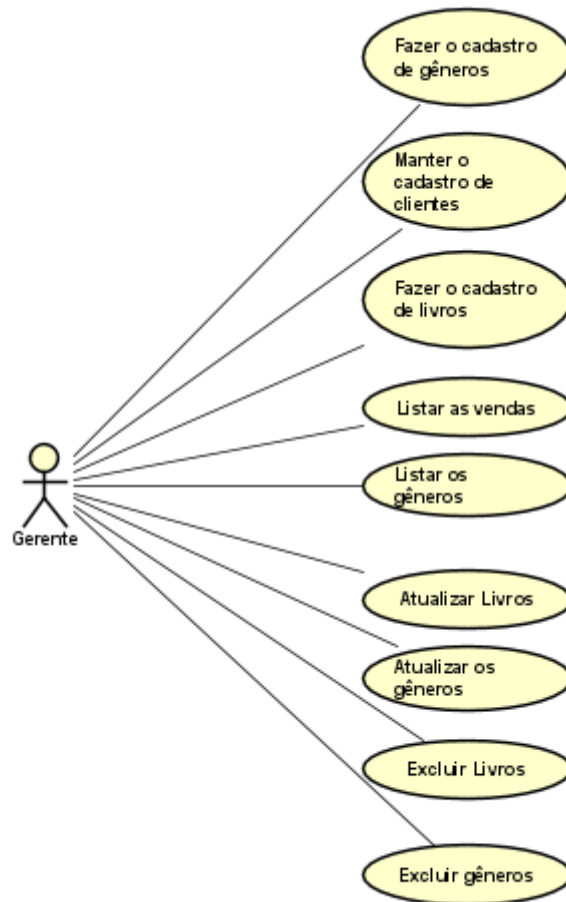 Fazer o cadastro
de gêneros
Manter o
cadastro de
clientes
Fazer o cadastro
de livros
Listar as vendas
Listar os
gêneros
Gerente
Atualizar Livros
Atualizar os
gêneros
Excluir Livros
Excluir gêneros